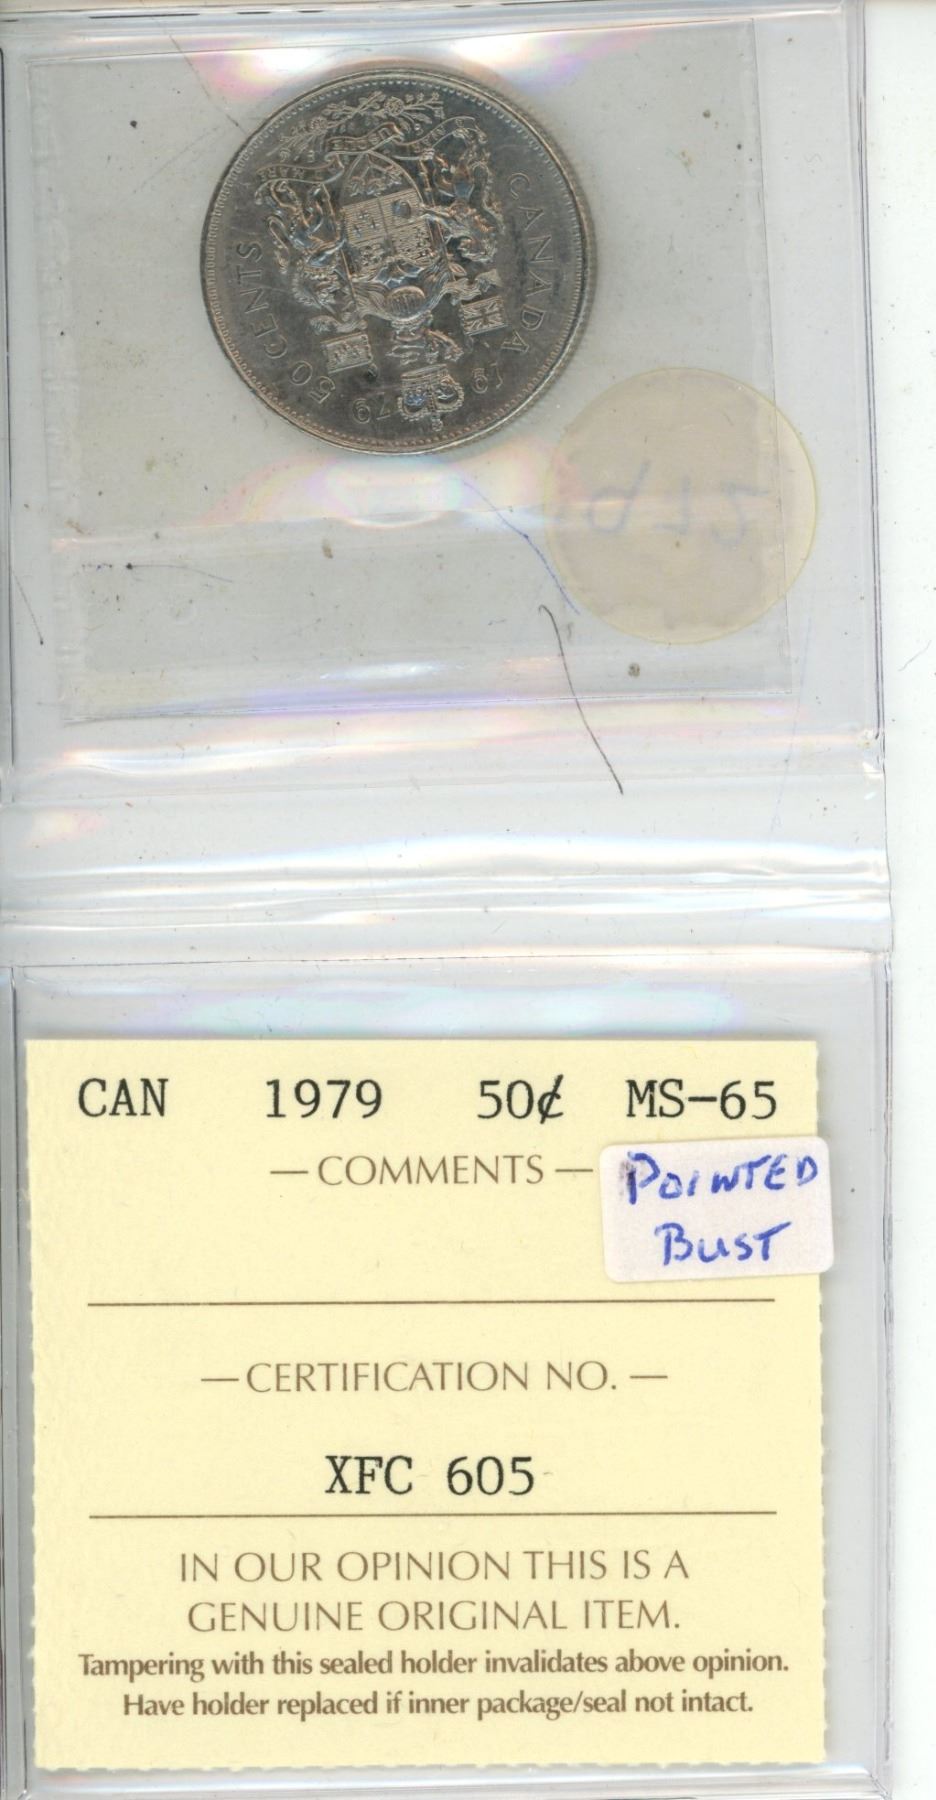 CANADA
50 CENTS
1979
CAN 1979 50¢ MS-65
— COMMENTS —
POINTED
BUST
— CERTIFICATION NO. —
XFC 605
IN OUR OPINION THIS IS A
GENUINE ORIGINAL ITEM.
Tampering with this sealed holder invalidates above opinion.
Have holder replaced if inner package/seal not intact.